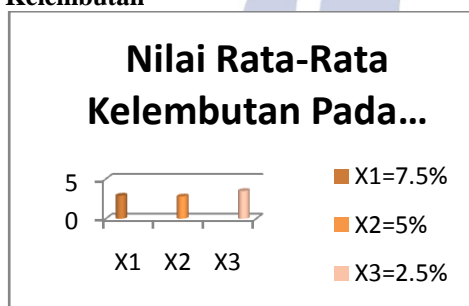 Kelembutan
Nilai Rata-Rata
Kelembutan Pada...
5
0
X1 X2 X3
X1=7.5%
X2=5%
X3=2.5%